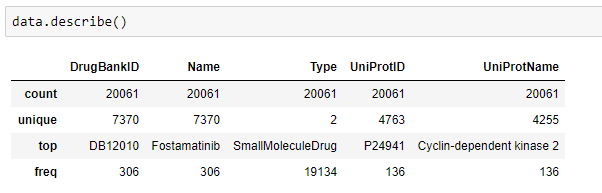 data.describe()
DrugBankID Name Type UniProtID UniProtName
count 20061 20061 20061 20061 20061
unique 7370 7370 2 4763 4255
top DB12010 Fostamatinib SmallMoleculeDrug P24941 Cyclin-dependent kinase 2
freq 306 306 19134 136 136